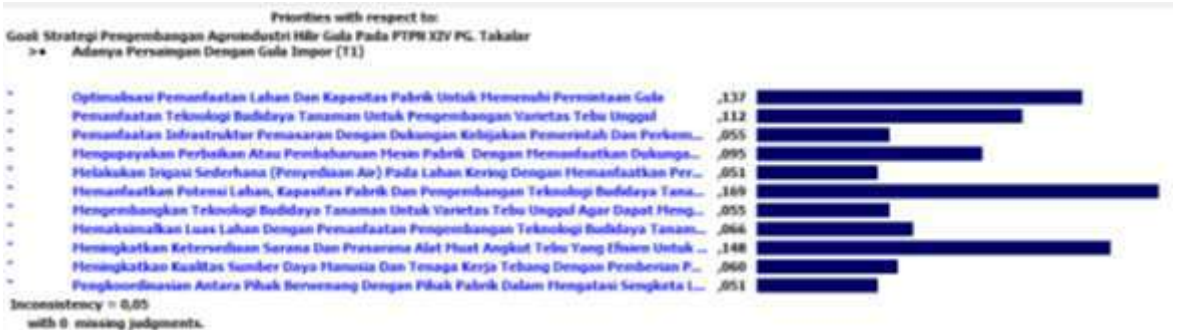 Priorities with respect to:
Goal: Strategi Pengembangan Agroindustri Hilir Gula Pada PTPN XIV PG. Takalar
>• Adanya Persaingan Dengan Gula Impor (T1)
Optimalisasi Pemanfaatan Lahan Dan Kapasitas Pabrik Untuk Memenuhi Permintaan Gula ,137
Pemanfaatan Teknologi Budidaya Tanaman Untuk Pengembangan Varietas Tebu Unggul ,112
Pemanfaatan Infrastruktur Pemasaran Dengan Dukungan Kebijakan Pemerintah Dan Perkem... ,055
Mengupayakan Perbaikan Atau Pembaharuan Mesin Pabrik Dengan Memanfaatkan Dukunga... ,095
Melakukan Irigasi Sederhana (Penyediaan Air) Pada Lahan Kering Dengan Memanfaatkan Per... ,051
Memanfaatkan Potensi Lahan, Kapasitas Pabrik Dan Pengembangan Teknologi Budidaya Tana... ,169
Mengembangkan Teknologi Budidaya Tanaman Untuk Varietas Tebu Unggul Agar Dapat Meng... ,055
Memaksimalkan Luas Lahan Dengan Pemanfaatan Pengembangan Teknologi Budidaya Tanam... ,066
Meningkatkan Ketersediaan Sarana Dan Prasarana Alat Muat Angkut Tebu Yang Efisien Untuk ... ,148
Meningkatkan Kualitas Sumber Daya Manusia Dan Tenaga Kerja Tebang Dengan Pemberian P... ,060
Pengkoordinasian Antara Pihak Berwenang Dengan Pihak Pabrik Dalam Mengatasi Sengketa L... ,051
Inconsistency = 0,05
with 0 missing judgments.